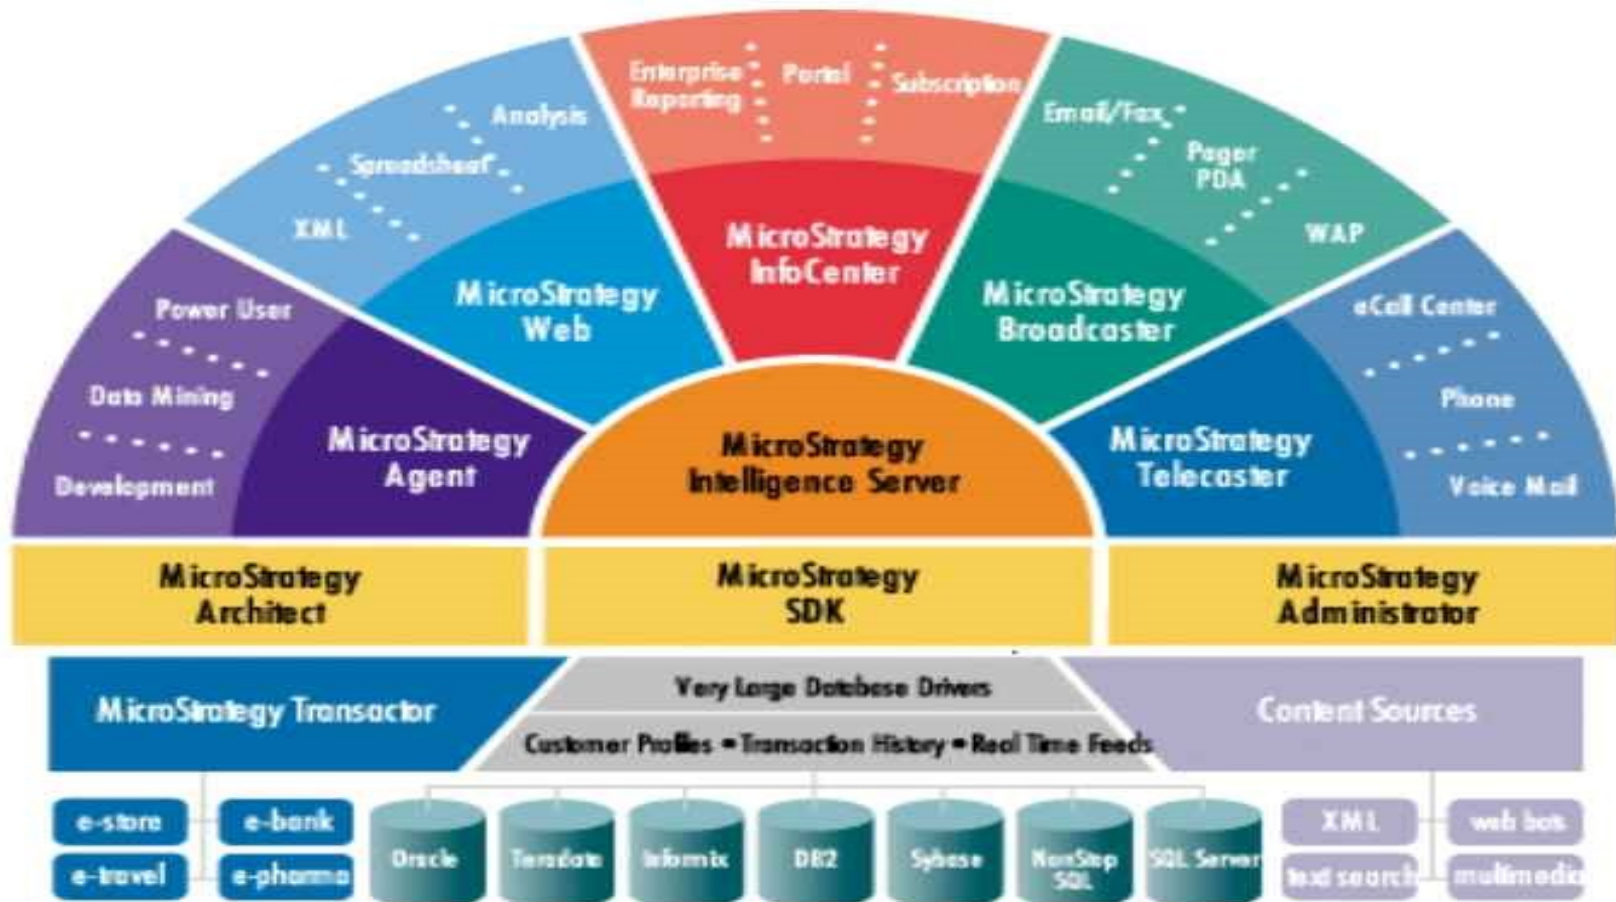 Enterprise
Reporting
Portal
Subscription
Analysis
Spreadsheet
XML
Email/Fax
Pager
PDA
WAP
MicroStrategy
InfoCenter
MicroStrategy
Web
MicroStrategy
Broadcaster
Power User
Data Mining
Development
eCall Center
Phone
Voice Mail
MicroStrategy
Agent
MicroStrategy
Intelligence Server
MicroStrategy
Telecaster
MicroStrategy
Architect
MicroStrategy
SDK
MicroStrategy
Administrator
MicroStrategy Transactor
Very Large Database Drivers
Customer Profiles • Transaction History • Real Time Feeds
Content Sources
e-store
e-bank
e-travel
e-pharma
Oracle
Teradata
Informix
DB2
Sybase
NonStop
SQL
SQL Server
XML
web bots
text search
multimedia